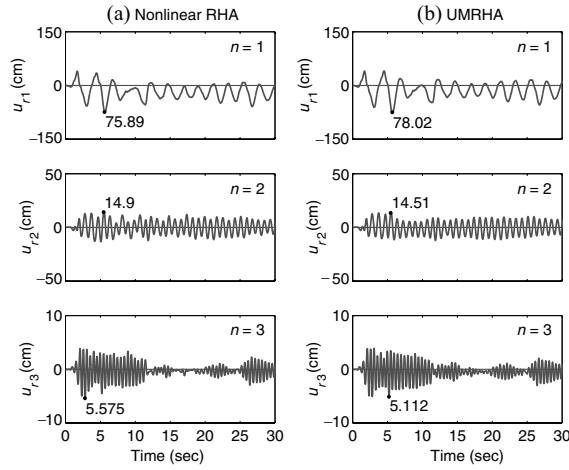 (a) Nonlinear RHA
150
0
−150
u_r1 (cm)
n = 1
75.89
50
0
−50
u_r2 (cm)
n = 2
14.9
10
0
−10
u_r3 (cm)
n = 3
5.575
0 5 10 15 20 25 30
Time (sec)
(b) UMRHA
150
0
−150
u_r1 (cm)
n = 1
78.02
50
0
−50
u_r2 (cm)
n = 2
14.51
10
0
−10
u_r3 (cm)
n = 3
5.112
0 5 10 15 20 25 30
Time (sec)